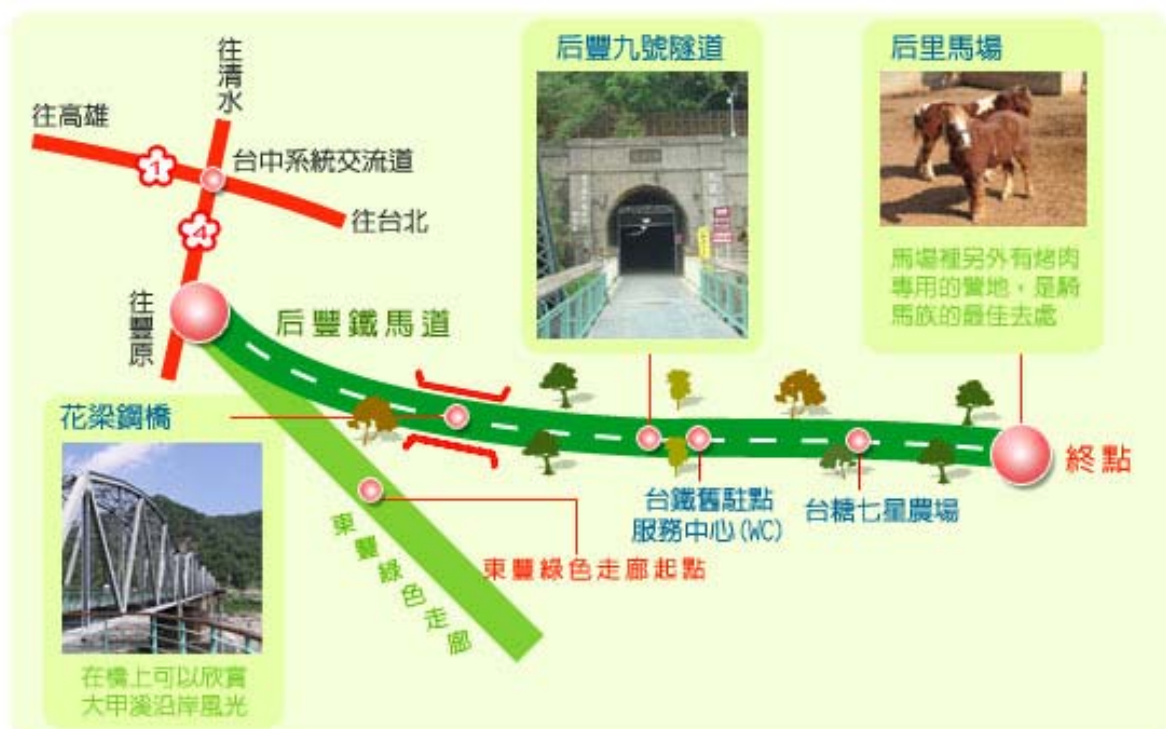 往清水
往高雄
1
台中系統交流道
往台北
4
往豐原
后豐鐵馬道
后豐九號隧道
后里馬場
馬場裡另外有烤肉
專用的營地，是騎
馬族的最佳去處
花梁鋼橋
在橋上可以欣賞
大甲溪沿岸風光
東豐綠色走廊
東豐綠色走廊起點
台鐵舊駐點
服務中心(WC)
台糖七星農場
終點